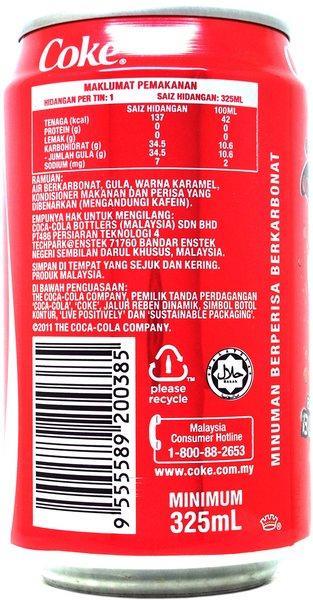 Coke®
MAKLUMAT PEMAKANAN
HIDANGAN PER TIN: 1 SAIZ HIDANGAN: 325ML
SAIZ HIDANGAN 100ML
TENAGA (kcal) 137 42
PROTEIN (g) 0 0
LEMAK (g) 0 0
KARBOHIDRAT (g) 34.5 10.6
- JUMLAH GULA (g) 34.5 10.6
SODIUM (mg) 7 2
RAMUAN:
AIR BERKARBONAT, GULA, WARNA KARAMEL,
KONDISIONER MAKANAN DAN PERISA YANG
DIBENARKAN (MENGANDUNGI KAFEIN).
EMPUNYA HAK UNTUK MENGILANG:
COCA-COLA BOTTLERS (MALAYSIA) SDN BHD
PT486 PERSIARAN TEKNOLOGI 4
TECHPARK@ENSTEK 71760 BANDAR ENSTEK
NEGERI SEMBILAN DARUL KHUSUS, MALAYSIA.
SIMPAN DI TEMPAT YANG SEJUK DAN KERING.
PRODUK MALAYSIA.
DI BAWAH PENGUASAAN:
THE COCA-COLA COMPANY, PEMILIK TANDA PERDAGANGAN
'COCA-COLA', 'COKE', JALUR REBEN DINAMIK, SIMBOL BOTOL
KONTUR, 'LIVE POSITIVELY' DAN 'SUSTAINABLE PACKAGING'.
©2011 THE COCA-COLA COMPANY.
9 555589 200385
please
recycle™
حلال
Malaysia
Consumer Hotline
1-800-88-2653
www.coke.com.my
MINIMUM
325mL
MINUMAN BERPERISA BERKARBONAT